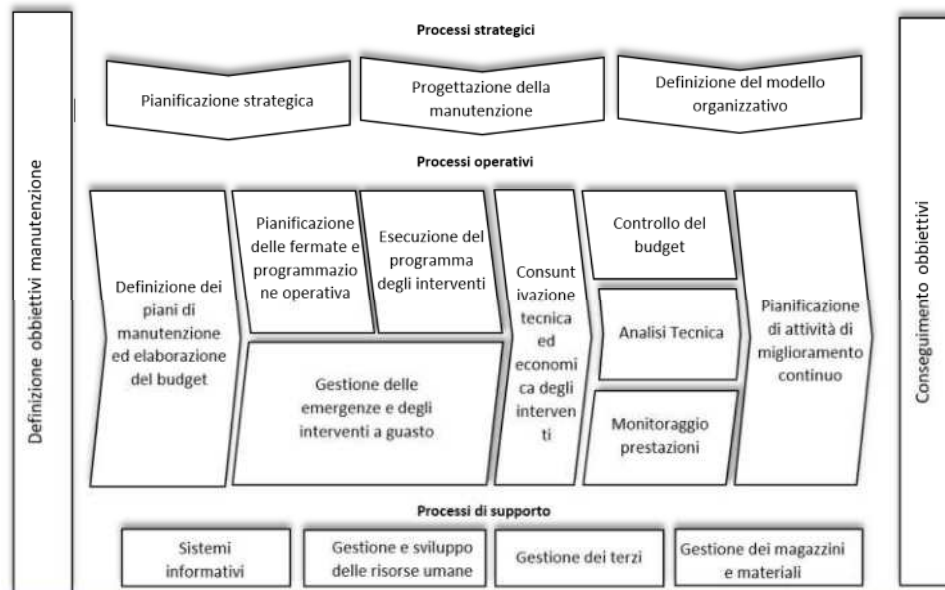 Definizione obbiettivi manutenzione
Processi strategici
Pianificazione strategica
Progettazione della
manutenzione
Definizione del modello
organizzativo
Processi operativi
Definizione dei
piani di
manutenzione
ed elaborazione
del budget
Pianificazione
delle fermate e
programmazio
ne operativa
Esecuzione del
programma
degli interventi
Gestione delle
emergenze e degli
interventi a guasto
Consunt
ivazione
tecnica
ed
economi
ca degli
interven
ti
Controllo del
budget
Analisi Tecnica
Monitoraggio
prestazioni
Pianificazione
di attività di
miglioramento
continuo
Processi di supporto
Sistemi
informativi
Gestione e sviluppo
delle risorse umane
Gestione dei terzi
Gestione dei magazzini
e materiali
Conseguimento obbiettivi